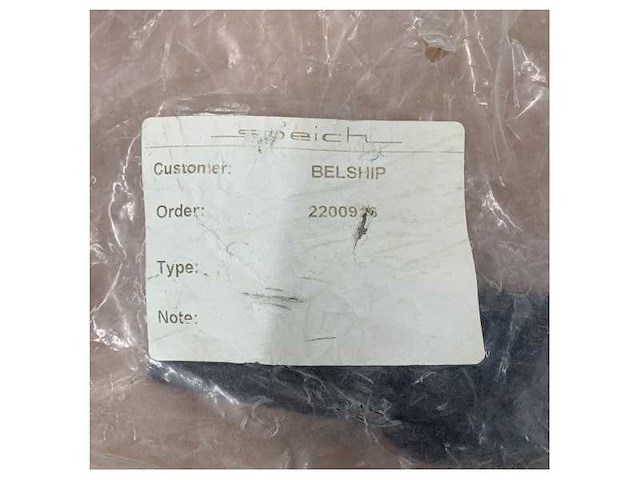 speich
Customer: BELSHIP
Order:
Type:
Note: